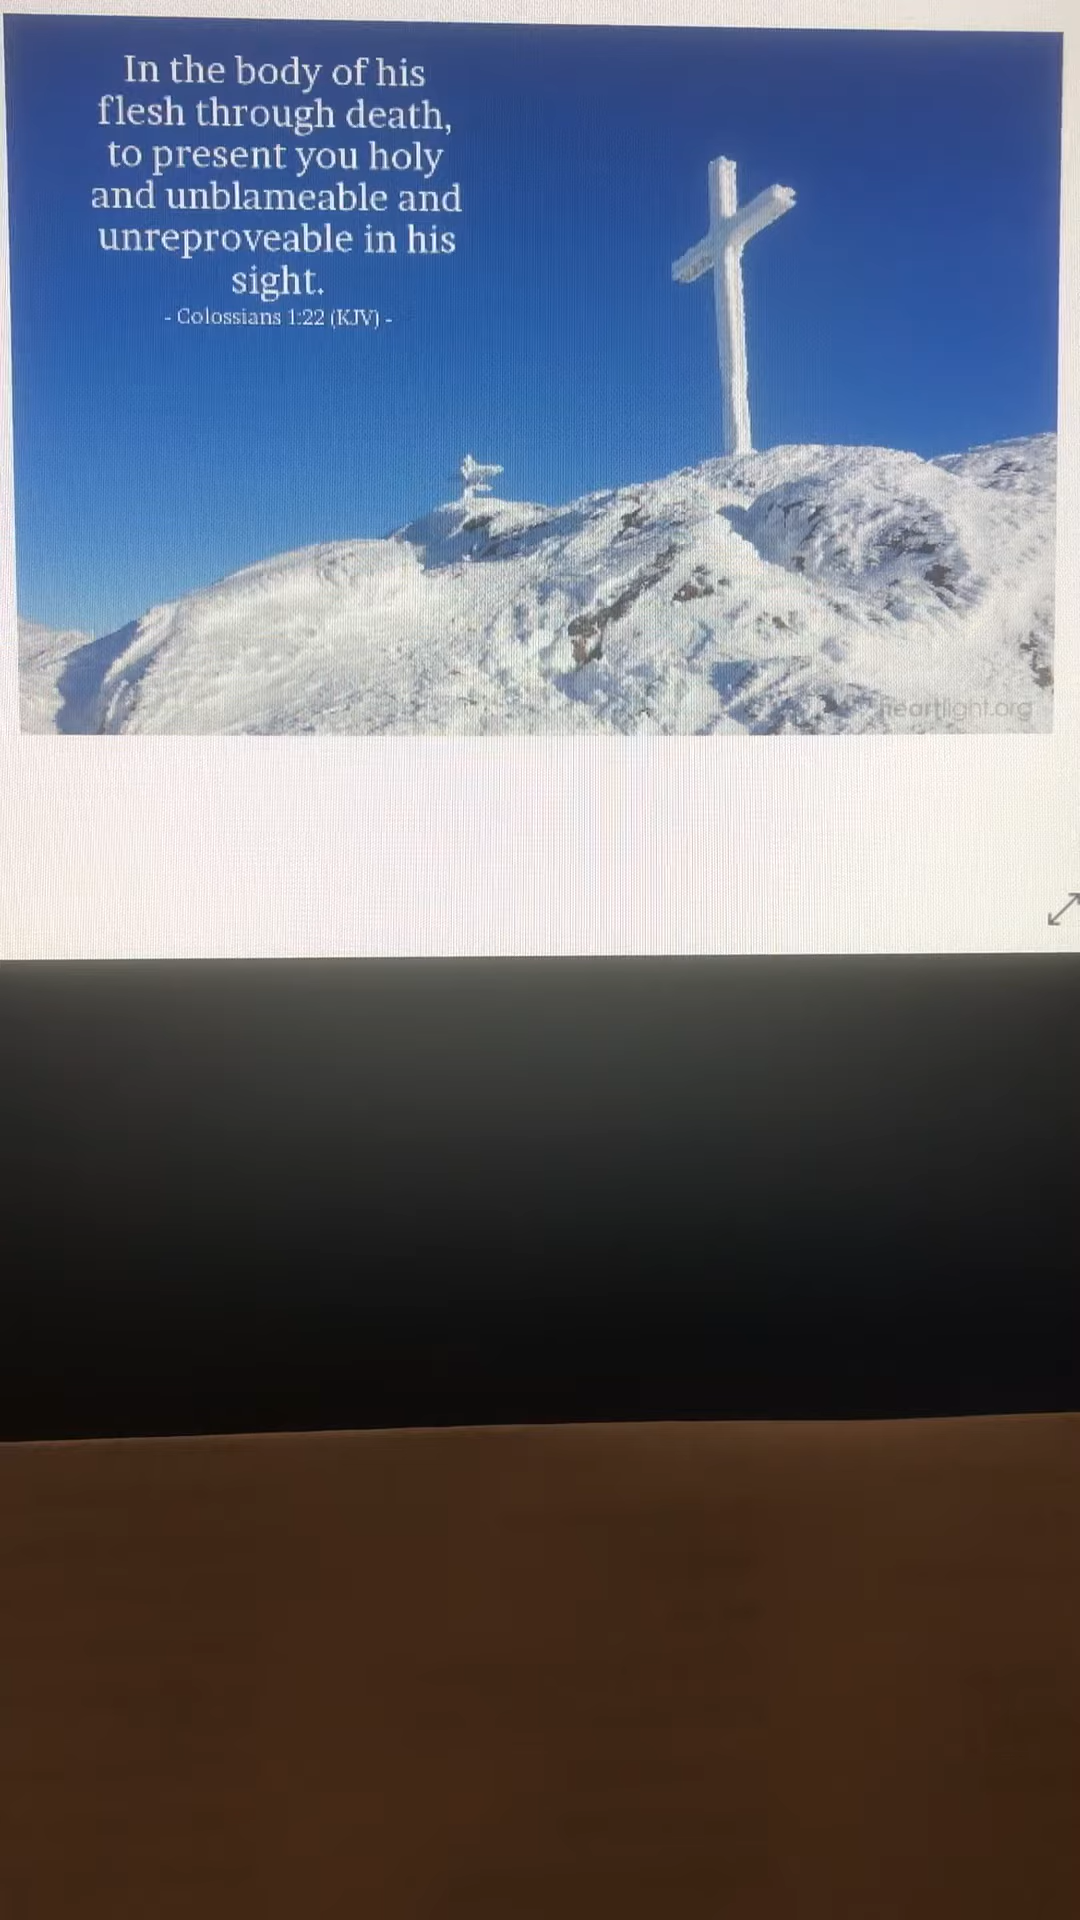 In the body of his
flesh through death,
to present you holy
and unblameable and
unreproveable in his
sight.
- Colossians 1:22 (KJV) -
heartlight.org